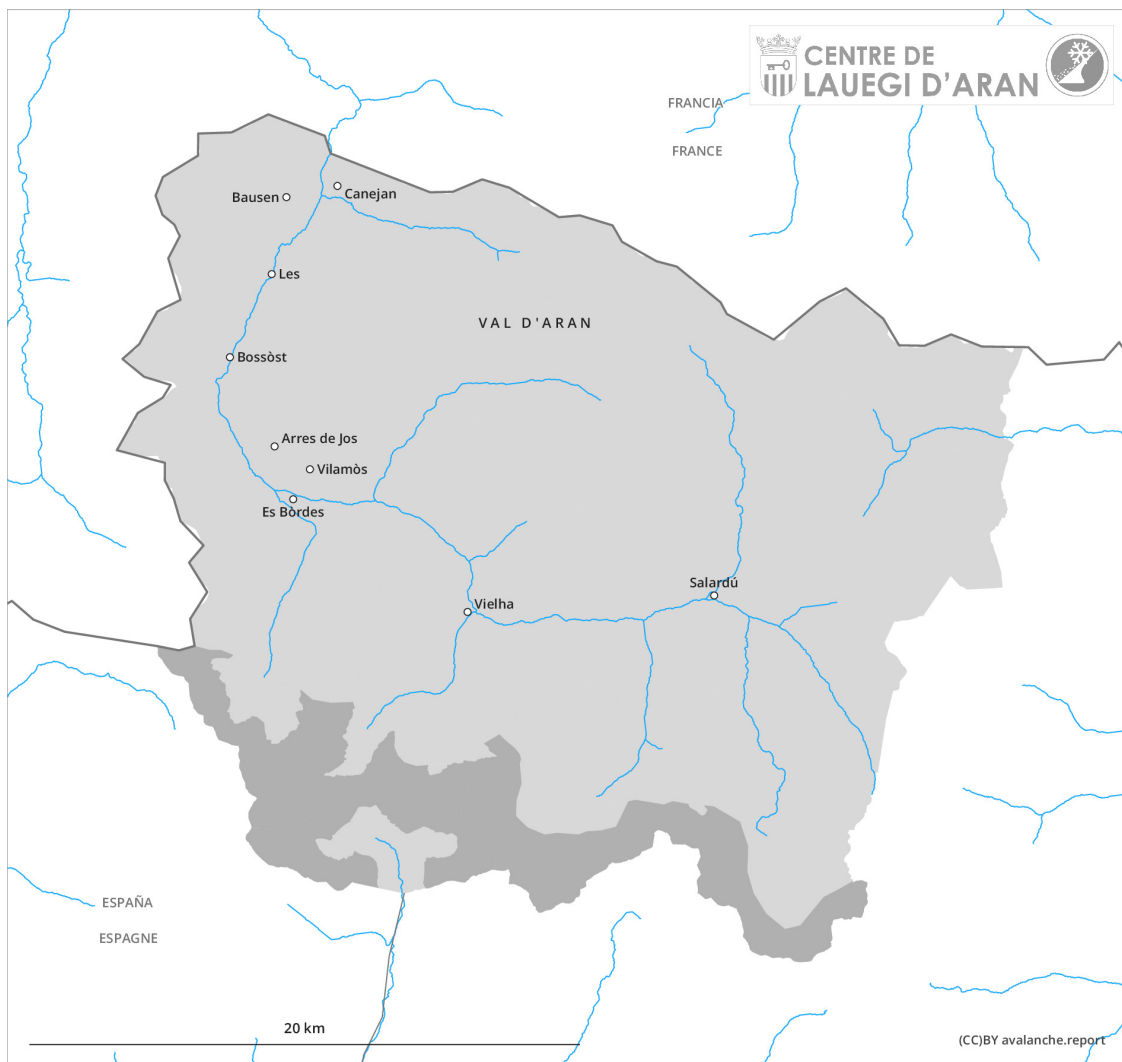 CENTRE DE
LAUEGI D'ARAN
FRANCIA
FRANCE
Bausen
Canejan
Les
VAL D'ARAN
Bossòst
Arres de Jos
Vilamòs
Es Bòrdes
Salardú
Vielha
ESPAÑA
ESPAGNE
20 km
(CC)BY avalanche.report